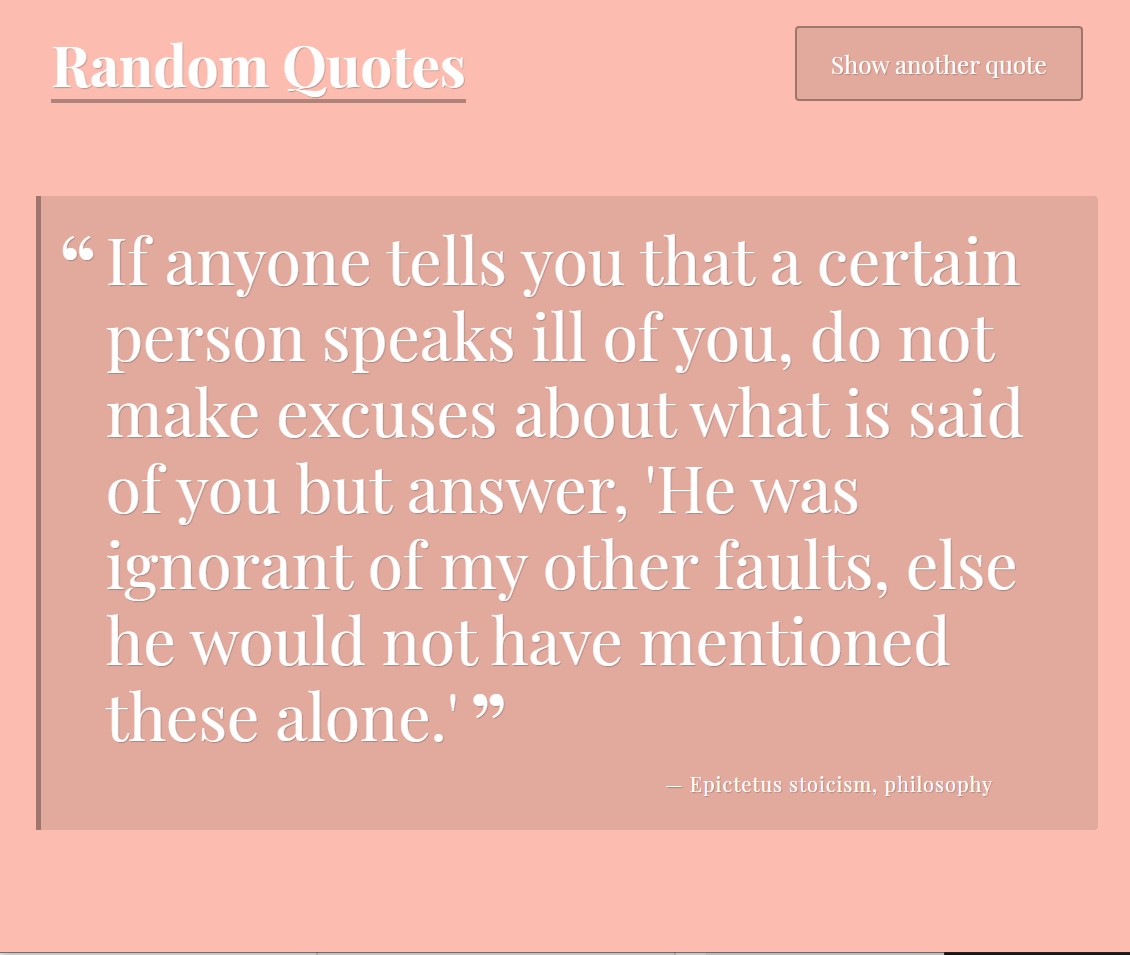 Random Quotes
Show another quote
“ If anyone tells you that a certain
person speaks ill of you, do not
make excuses about what is said
of you but answer, 'He was
ignorant of my other faults, else
he would not have mentioned
these alone.' ”
— Epictetus stoicism, philosophy